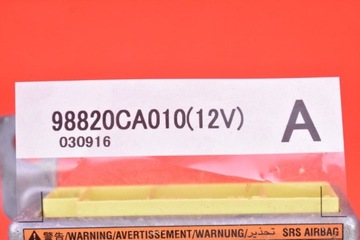 98820CA010(12V)
A
030916
警告/WARNING/AVERTISSEMENT/WARNUNG/تحذير SRS AIRBAG